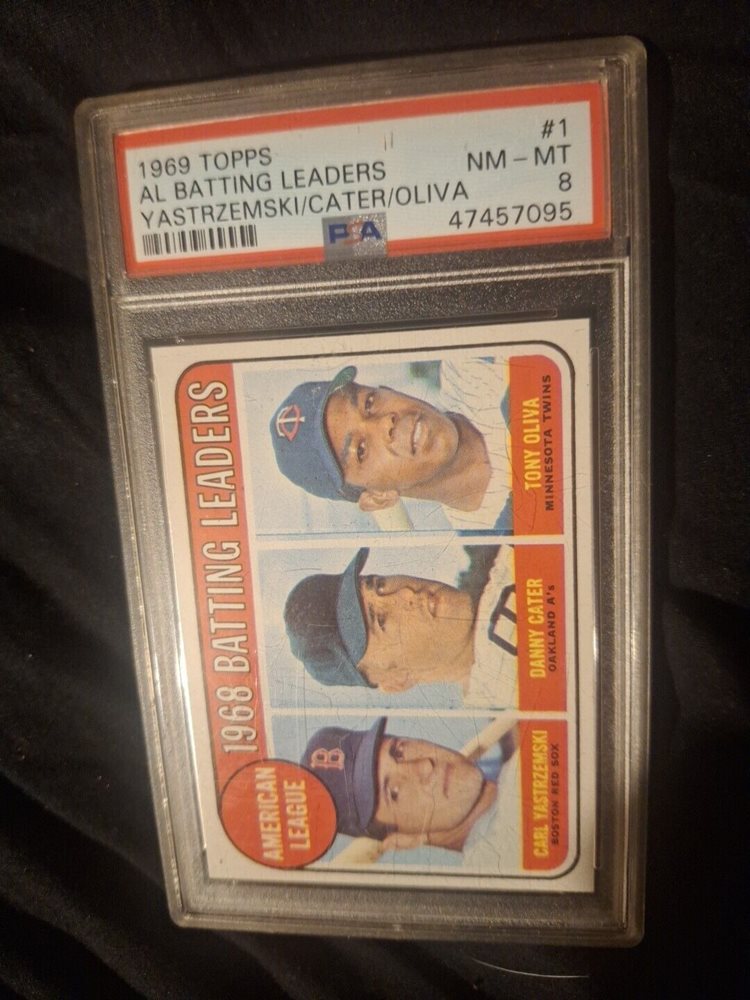 1969 TOPPS #1
AL BATTING LEADERS NM - MT
YASTRZEMSKI/CATER/OLIVA 8
PSA 47457095
1968 BATTING LEADERS
AMERICAN
LEAGUE
B
CARL YASTRZEMSKI
BOSTON RED SOX
DANNY CATER
OAKLAND A's
TC
TONY OLIVA
MINNESOTA TWINS